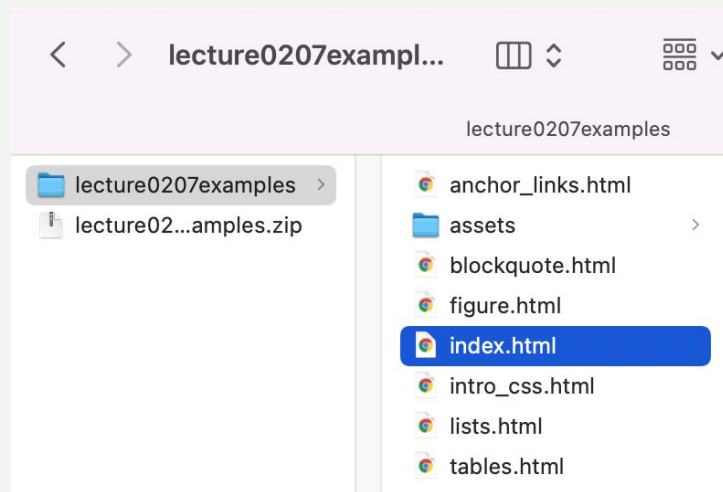 lecture0207exampl...
lecture0207examples
lecture0207examples
lecture02...amples.zip
anchor_links.html
assets
blockquote.html
figure.html
index.html
intro_css.html
lists.html
tables.html